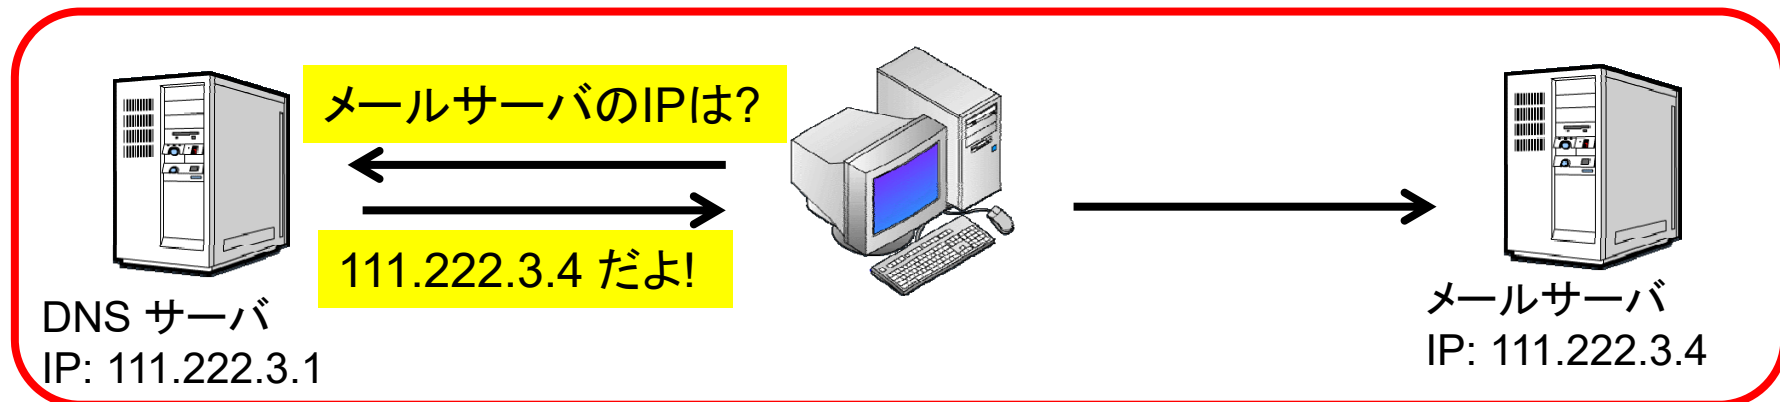 メールサーバのIPは?
111.222.3.4 だよ!
DNS サーバ
IP: 111.222.3.1
メールサーバ
IP: 111.222.3.4